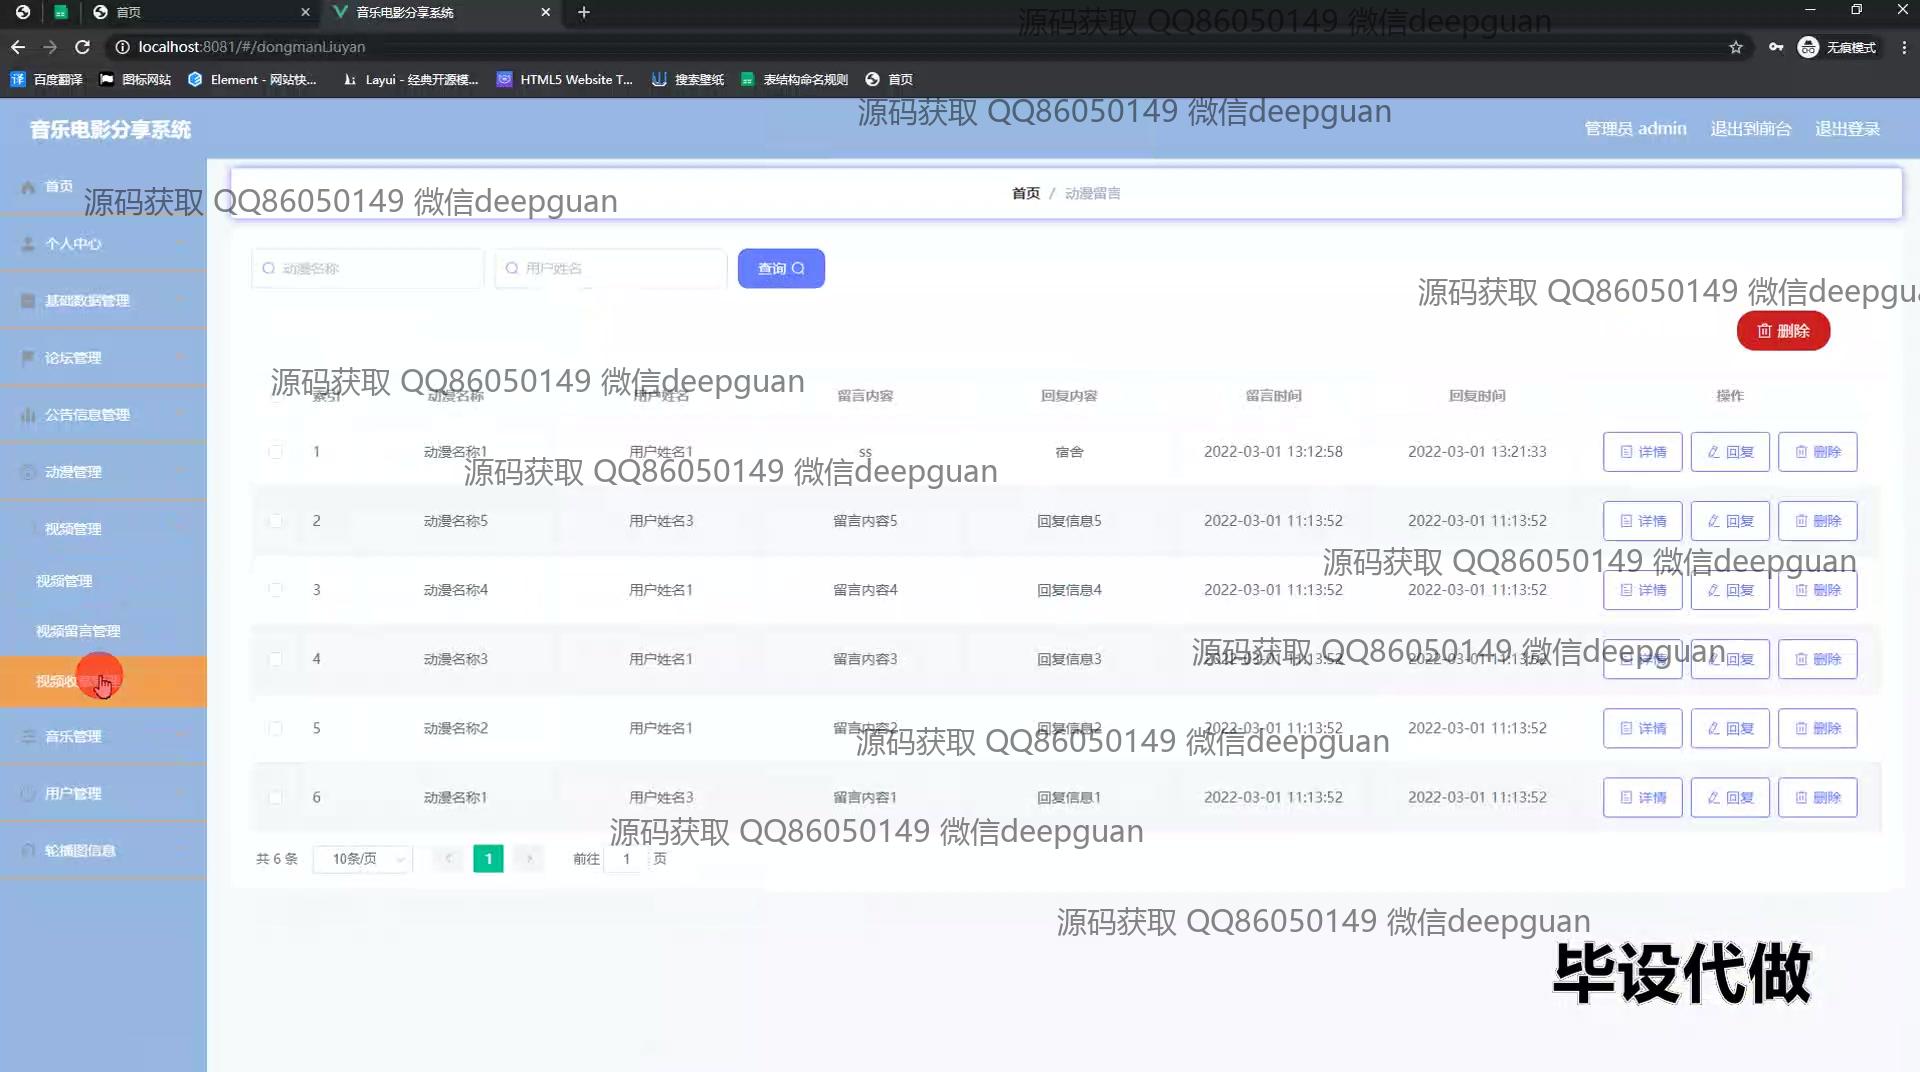 首页
音乐电影分享系统
localhost:8081/#/dongmanLiuyan
无痕模式
百度翻译 图标网站 Element - 网站快... Layui - 经典开源模... HTML5 Website T... 搜索壁纸 表结构命名规则 首页
源码获取 QQ86050149 微信deepguan
源码获取 QQ86050149 微信deepguan
音乐电影分享系统
管理员 admin 退出到前台 退出登录
首页
个人中心
基础数据管理
论坛管理
公告信息管理
动漫管理
视频管理
视频管理
视频留言管理
视频收藏管理
音乐管理
用户管理
轮播图信息
源码获取 QQ86050149 微信deepguan
首页 / 动漫留言
动漫名称 用户姓名 查询
源码获取 QQ86050149 微信deepgu
删除
源码获取 QQ86050149 微信deepguan
索引 动漫名称 用户姓名 留言内容 回复内容 留言时间 回复时间 操作
1 动漫名称1 用户姓名1 ss 宿舍 2022-03-01 13:12:58 2022-03-01 13:21:33 详情 回复 删除
源码获取 QQ86050149 微信deepguan
2 动漫名称5 用户姓名3 留言内容5 回复信息5 2022-03-01 11:13:52 2022-03-01 11:13:52 详情 回复 删除
源码获取 QQ86050149 微信deepguan
3 动漫名称4 用户姓名1 留言内容4 回复信息4 2022-03-01 11:13:52 2022-03-01 11:13:52 详情 回复 删除
源码获取 QQ86050149 微信deepguan
4 动漫名称3 用户姓名1 留言内容3 回复信息3 2022-03-01 11:13:52 2022-03-01 11:13:52 详情 回复 删除
5 动漫名称2 用户姓名1 留言内容2 回复信息2 2022-03-01 11:13:52 2022-03-01 11:13:52 详情 回复 删除
源码获取 QQ86050149 微信deepguan
6 动漫名称1 用户姓名3 留言内容1 回复信息1 2022-03-01 11:13:52 2022-03-01 11:13:52 详情 回复 删除
源码获取 QQ86050149 微信deepguan
共 6 条 10条/页 1 前往 1 页
源码获取 QQ86050149 微信deepguan
毕设代做